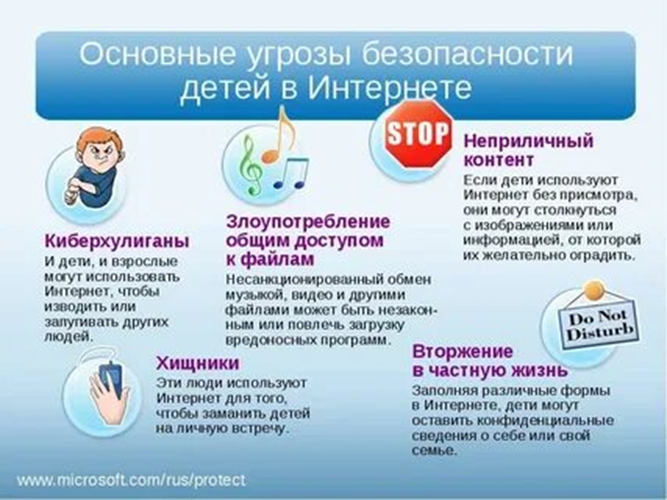 Основные угрозы безопасности
детей в Интернете
Киберхулиганы
И дети, и взрослые
могут использовать
Интернет, чтобы
изводить или
запугивать других
людей.
Злоупотребление
общим доступом
к файлам
Несанкционированный обмен
музыкой, видео и другими
файлами может быть незакон-
ным или повлечь загрузку
вредоносных программ.
STOP
Неприличный
контент
Если дети используют
Интернет без присмотра,
они могут столкнуться
с изображениями или
информацией, от которой
их желательно оградить.
Хищники
Эти люди используют
Интернет для того,
чтобы заманить детей
на личную встречу.
Do Not
Disturb
Вторжение
в частную жизнь
Заполняя различные формы
в Интернете, дети могут
оставить конфиденциальные
сведения о себе или свой
семье.
www.microsoft.com/rus/protect